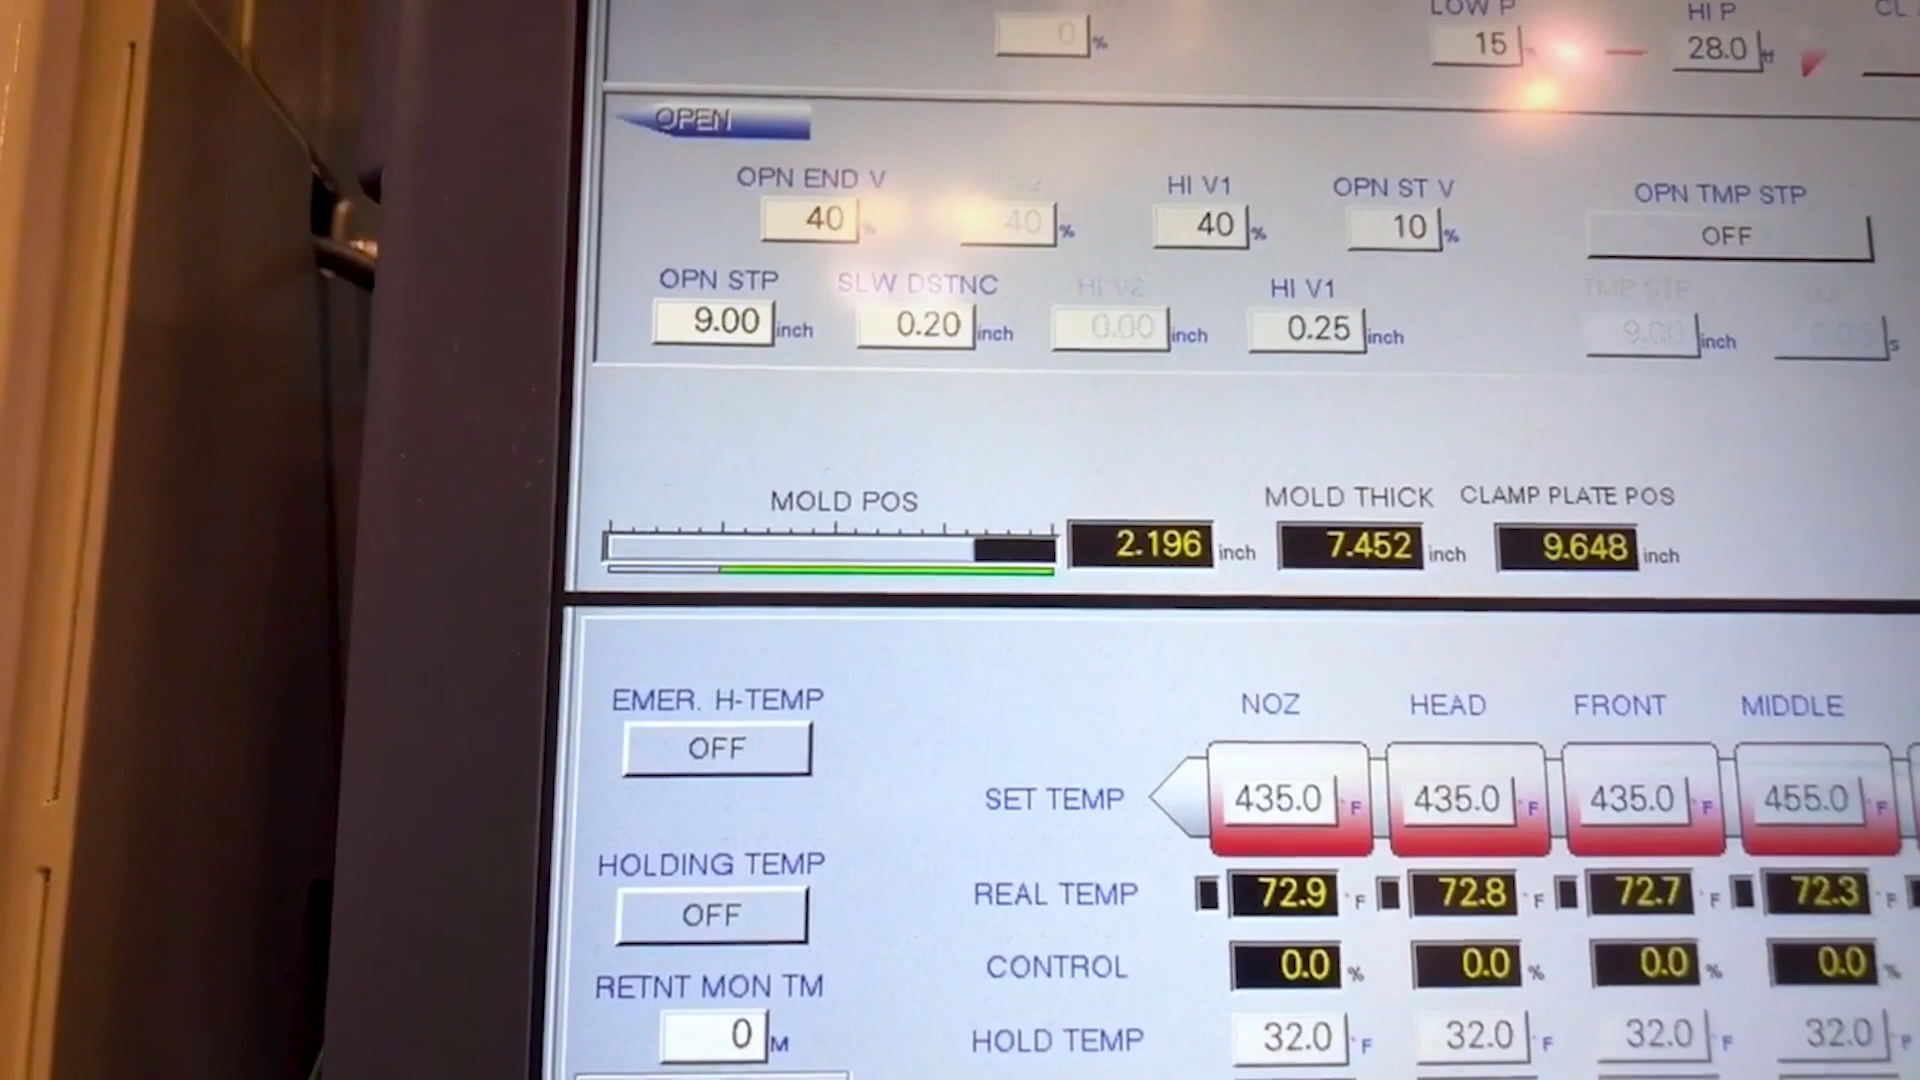 LOW P HI P CL
0 % 15 28.0
OPEN
OPN END V HI V1 OPN ST V OPN TMP STP
40 % 40 % 40 % 10 % OFF
OPN STP SLW DSTNC HI V2 HI V1 TMP STP
9.00 inch 0.20 inch 0.00 inch 0.25 inch 9.00 inch s
MOLD POS MOLD THICK CLAMP PLATE POS
2.196 inch 7.452 inch 9.648 inch
EMER. H-TEMP NOZ HEAD FRONT MIDDLE
OFF
SET TEMP 435.0 °F 435.0 °F 435.0 °F 455.0 °F
HOLDING TEMP REAL TEMP 72.9 °F 72.8 °F 72.7 °F 72.3 °F
OFF
CONTROL 0.0 % 0.0 % 0.0 % 0.0 %
RETNT MON TM
0 M HOLD TEMP 32.0 °F 32.0 °F 32.0 °F 32.0 °F